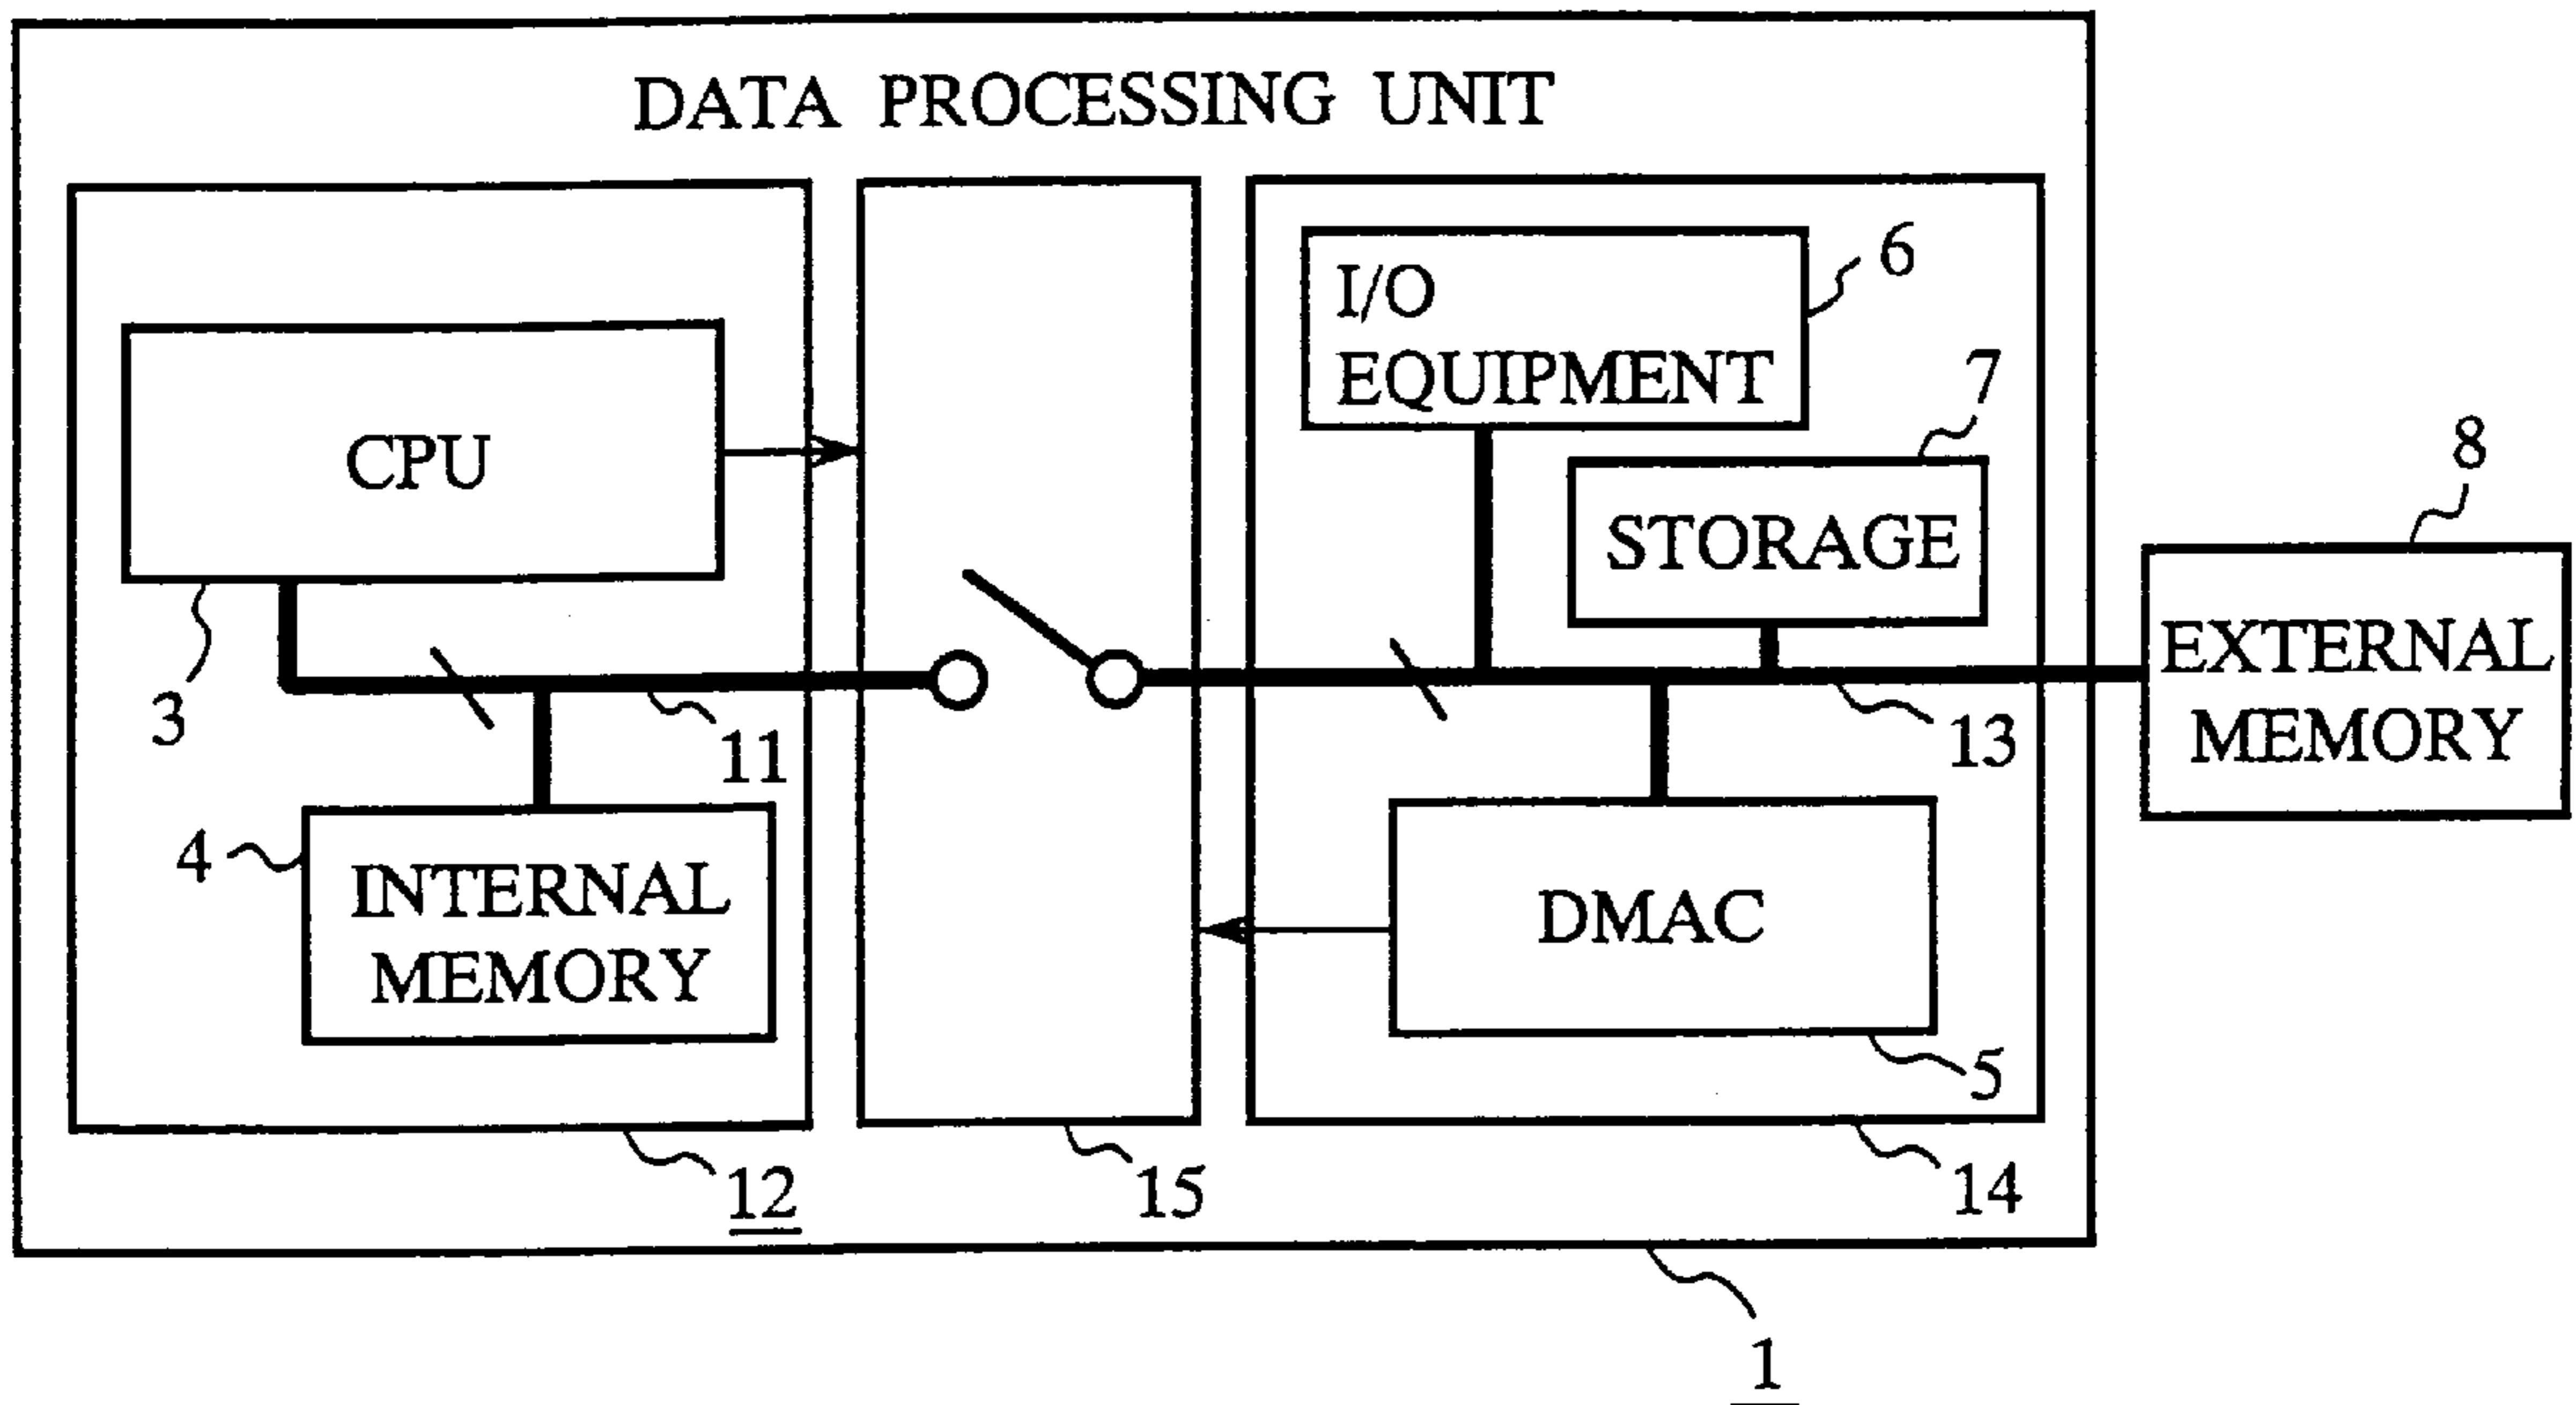 DATA PROCESSING UNIT
I/O
EQUIPMENT
6
7
STORAGE
8
CPU
3
11
13
EXTERNAL
MEMORY
4
INTERNAL
MEMORY
DMAC
5
12
15
14
1